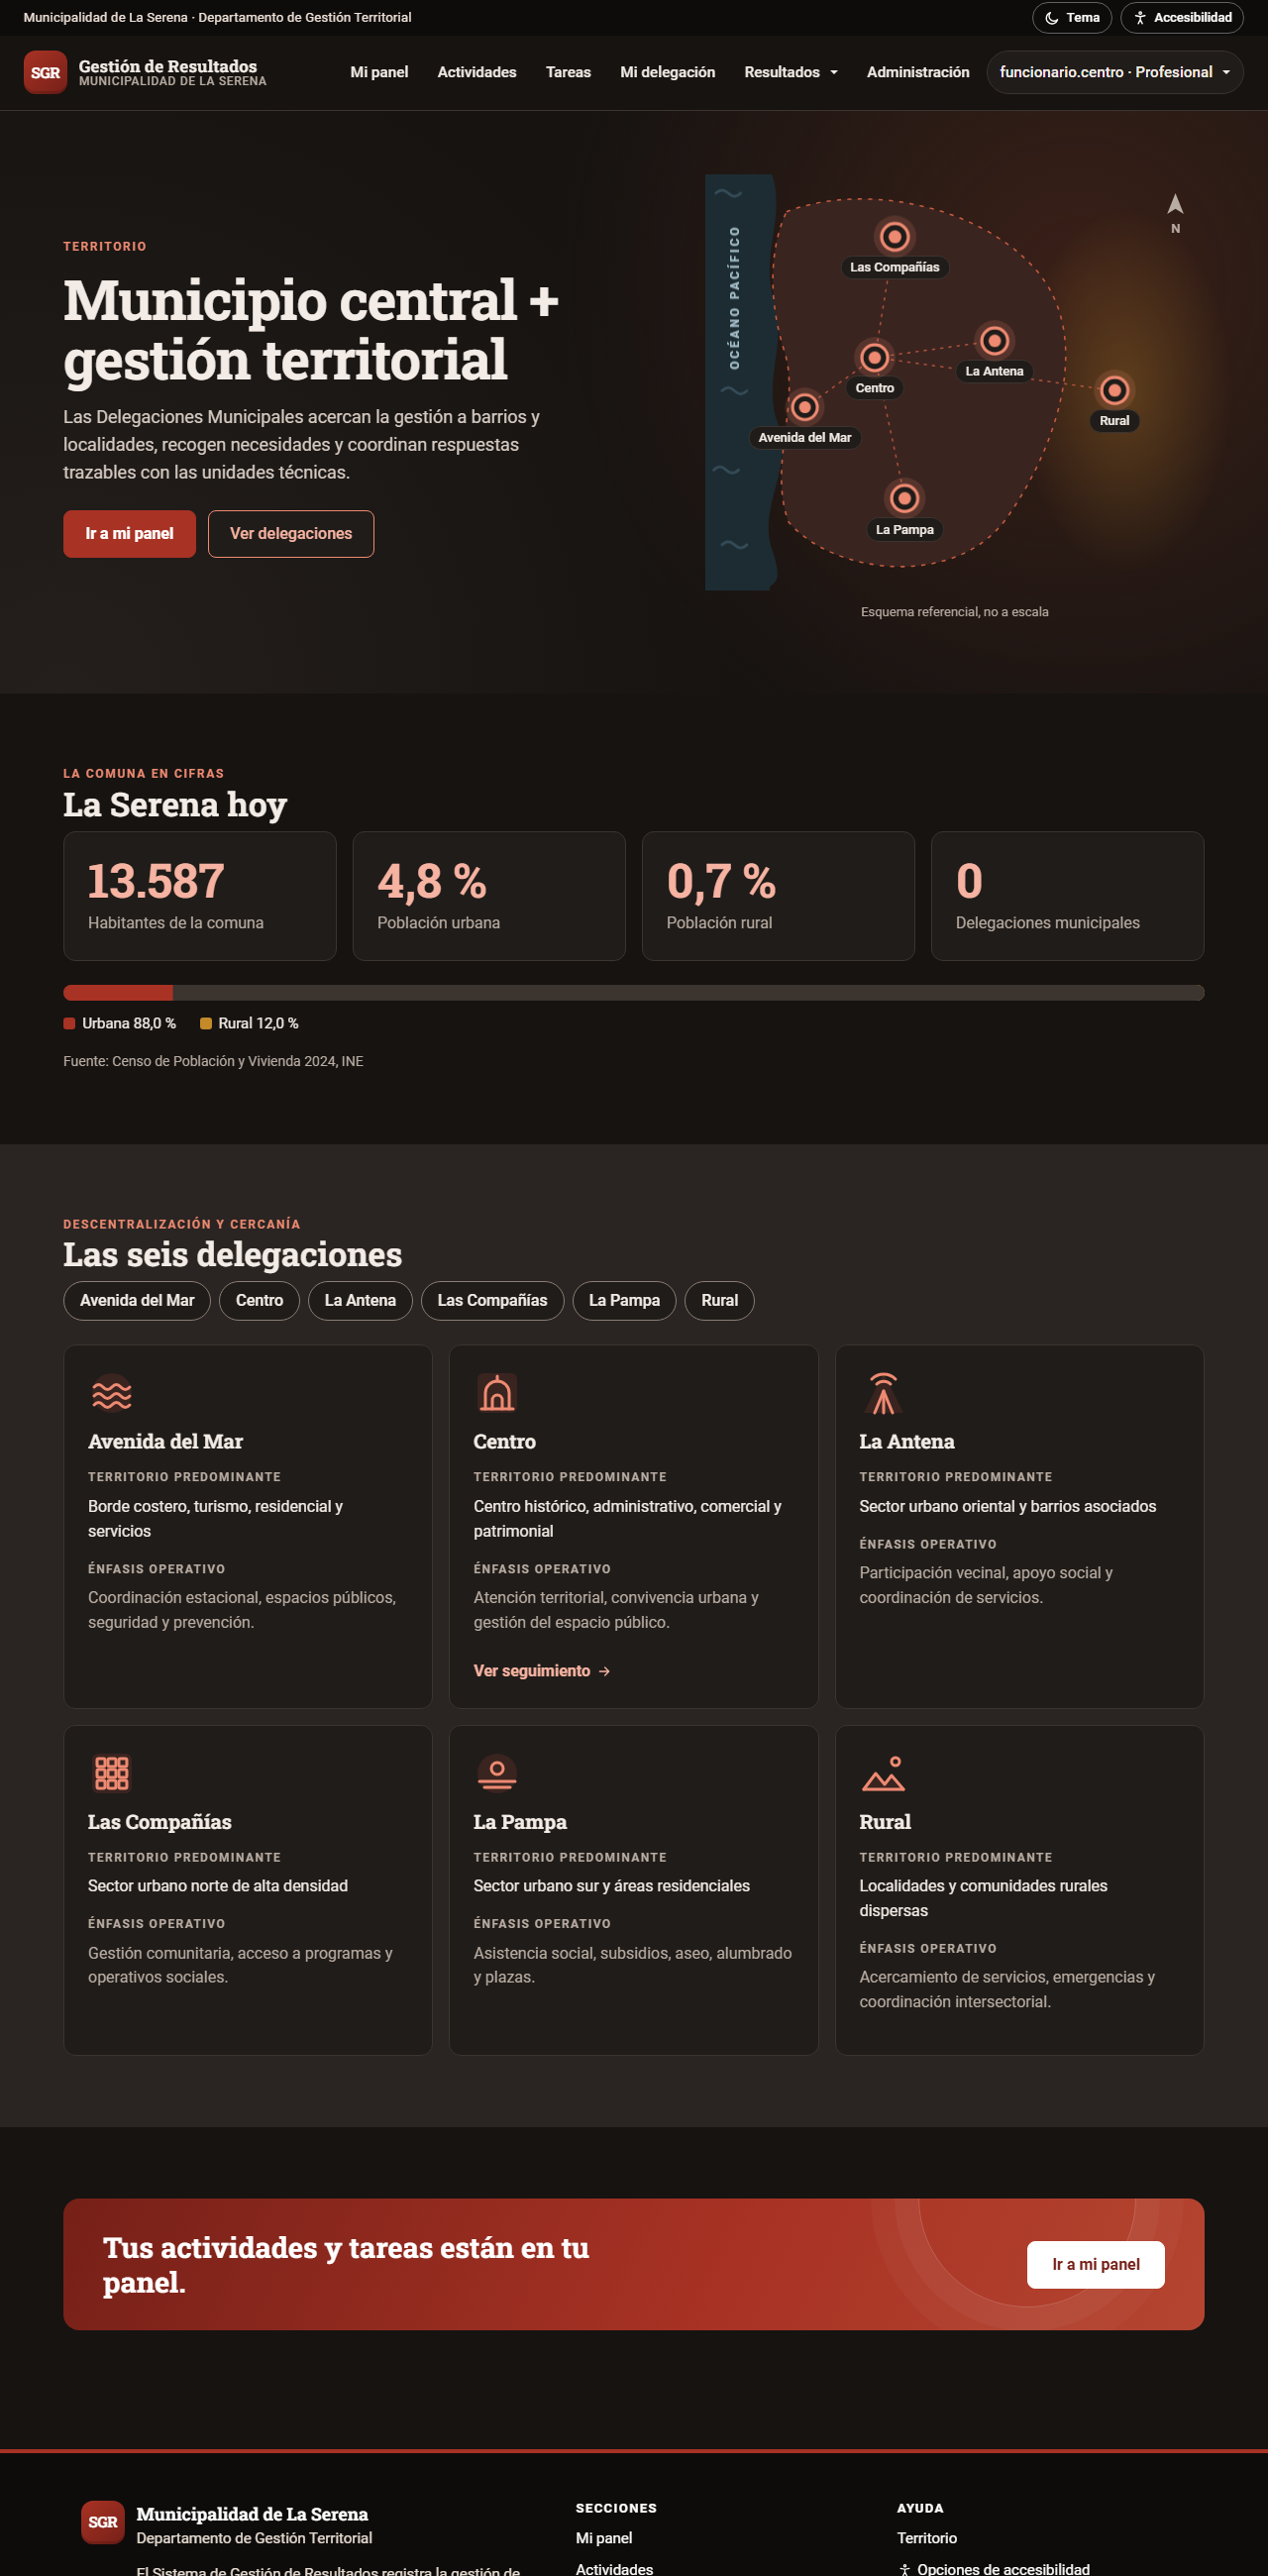 Municipalidad de La Serena · Departamento de Gestión Territorial
Tema
Accesibilidad
SGR
Gestión de Resultados
MUNICIPALIDAD DE LA SERENA
Mi panel
Actividades
Tareas
Mi delegación
Resultados
Administración
funcionario.centro · Profesional
TERRITORIO
Municipio central +
gestión territorial
Las Delegaciones Municipales acercan la gestión a barrios y
localidades, recogen necesidades y coordinan respuestas
trazables con las unidades técnicas.
Ir a mi panel
Ver delegaciones
OCÉANO PACÍFICO
N
Las Compañías
La Antena
Centro
Rural
Avenida del Mar
La Pampa
Esquema referencial, no a escala
LA COMUNA EN CIFRAS
La Serena hoy
13.587
Habitantes de la comuna
4,8 %
Población urbana
0,7 %
Población rural
0
Delegaciones municipales
Urbana 88,0 %
Rural 12,0 %
Fuente: Censo de Población y Vivienda 2024, INE
DESCENTRALIZACIÓN Y CERCANÍA
Las seis delegaciones
Avenida del Mar
Centro
La Antena
Las Compañías
La Pampa
Rural
Avenida del Mar
TERRITORIO PREDOMINANTE
Borde costero, turismo, residencial y
servicios
ÉNFASIS OPERATIVO
Coordinación estacional, espacios públicos,
seguridad y prevención.
Centro
TERRITORIO PREDOMINANTE
Centro histórico, administrativo, comercial y
patrimonial
ÉNFASIS OPERATIVO
Atención territorial, convivencia urbana y
gestión del espacio público.
Ver seguimiento →
La Antena
TERRITORIO PREDOMINANTE
Sector urbano oriental y barrios asociados
ÉNFASIS OPERATIVO
Participación vecinal, apoyo social y
coordinación de servicios.
Las Compañías
TERRITORIO PREDOMINANTE
Sector urbano norte de alta densidad
ÉNFASIS OPERATIVO
Gestión comunitaria, acceso a programas y
operativos sociales.
La Pampa
TERRITORIO PREDOMINANTE
Sector urbano sur y áreas residenciales
ÉNFASIS OPERATIVO
Asistencia social, subsidios, aseo, alumbrado
y plazas.
Rural
TERRITORIO PREDOMINANTE
Localidades y comunidades rurales
dispersas
ÉNFASIS OPERATIVO
Acercamiento de servicios, emergencias y
coordinación intersectorial.
Tus actividades y tareas están en tu
panel.
Ir a mi panel
SGR
Municipalidad de La Serena
Departamento de Gestión Territorial
El Sistema de Gestión de Resultados registra la gestión de
SECCIONES
Mi panel
Actividades
AYUDA
Territorio
Opciones de accesibilidad